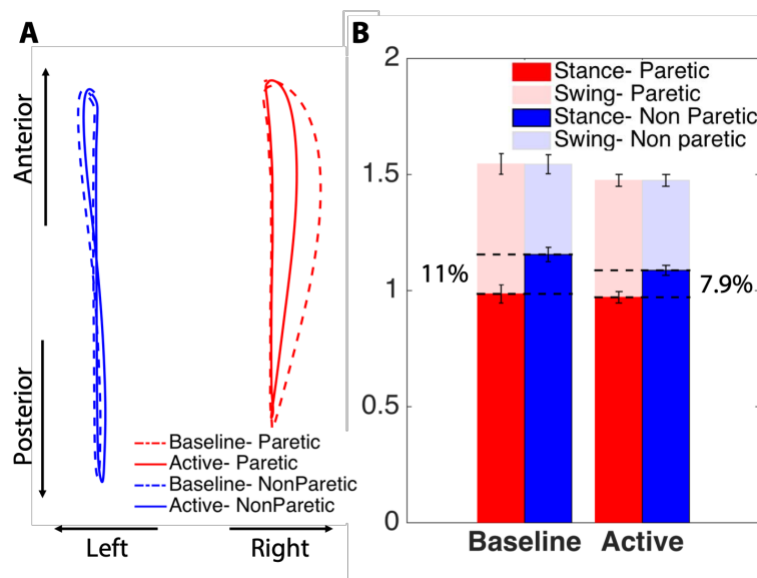 A
Anterior
Posterior
Baseline- Paretic
Active- Paretic
Baseline- NonParetic
Active- NonParetic
Left
Right
B
2
1.5
1
0.5
0
Stance- Paretic
Swing- Paretic
Stance- Non Paretic
Swing- Non paretic
11%
7.9%
Baseline
Active